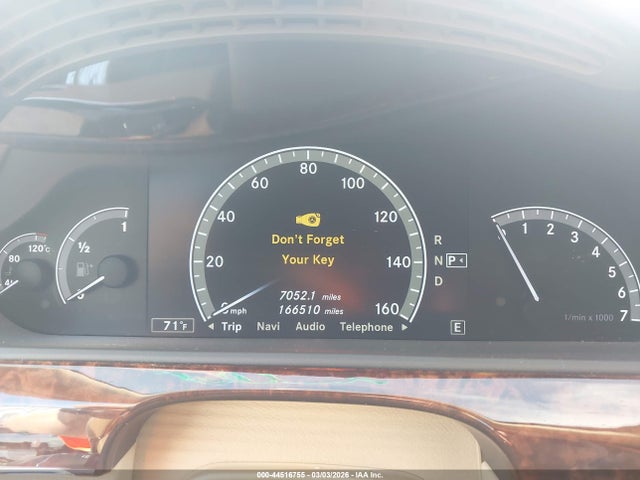 120°C
80
40
1
½
0
0 20 40 60 80 100 120 140 160
mph
Don't Forget
Your Key
7052.1 miles
166510 miles
71°F
◄ Trip Navi Audio Telephone ►
R
N P ◄
D
E
1 2 3 4 5 6 7
1/min x 1000
000-44516755 - 03/03/2026 - IAA Inc.